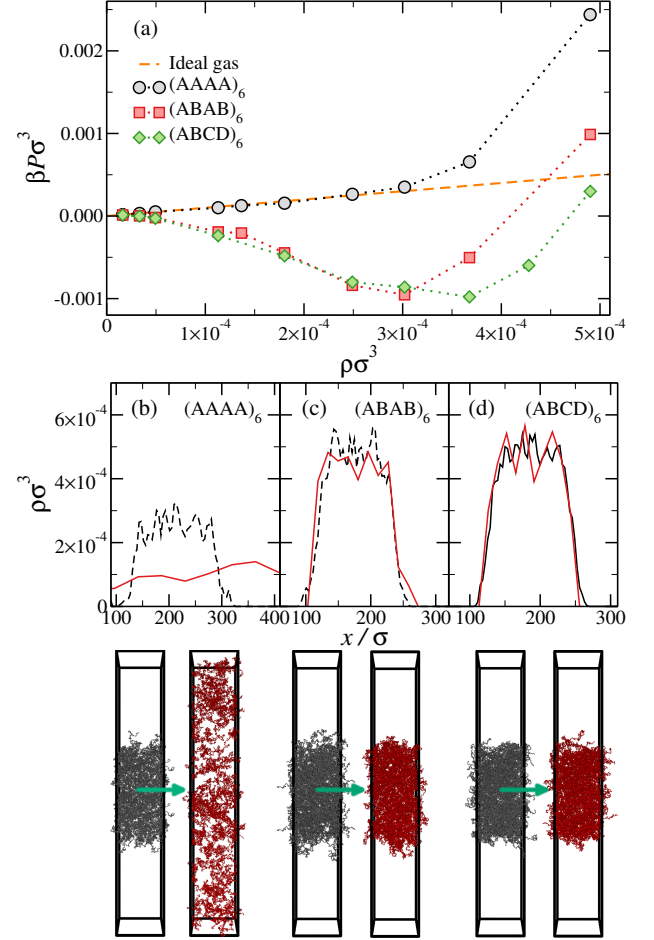 (a)
Ideal gas
(AAAA)₆
(ABAB)₆
(ABCD)₆
βPσ³
0.002
0.001
0.000
-0.001
0 1×10⁻⁴ 2×10⁻⁴ 3×10⁻⁴ 4×10⁻⁴ 5×10⁻⁴
ρσ³
(b) (AAAA)₆ (c) (ABAB)₆ (d) (ABCD)₆
ρσ³
6×10⁻⁴
4×10⁻⁴
2×10⁻⁴
0
100 200 300 400 100 200 300 100 200 300
x / σ